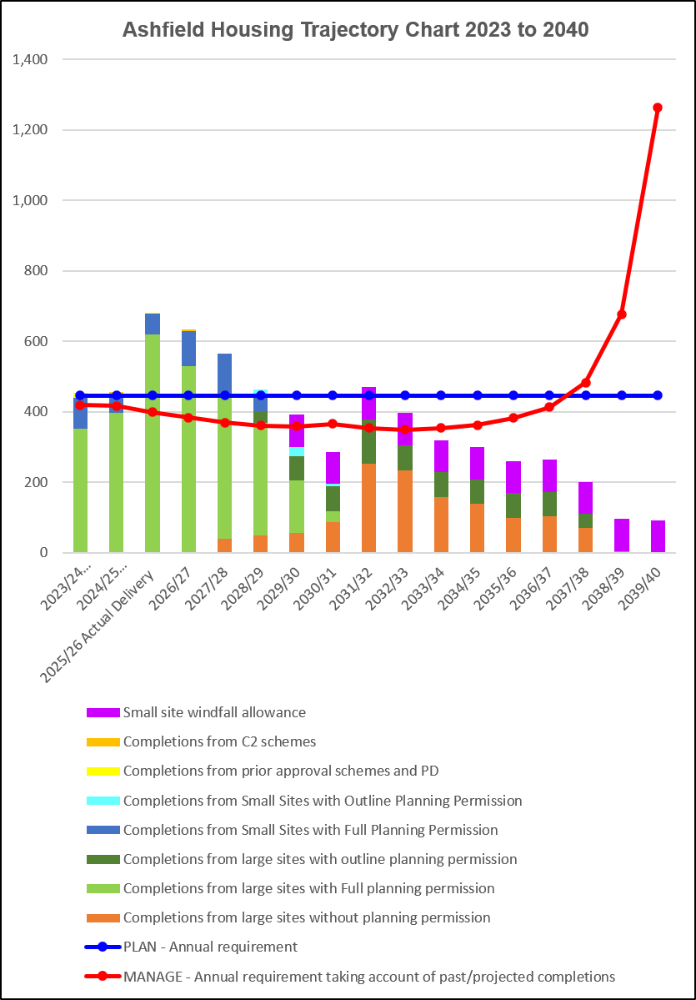 Ashfield Housing Trajectory Chart 2023 to 2040
1,400
1,200
1,000
800
600
400
200
0
2023/24...
2024/25...
2025/26 Actual Delivery
2026/27
2027/28
2028/29
2029/30
2030/31
2031/32
2032/33
2033/34
2034/35
2035/36
2036/37
2037/38
2038/39
2039/40
Small site windfall allowance
Completions from C2 schemes
Completions from prior approval schemes and PD
Completions from Small Sites with Outline Planning Permission
Completions from Small Sites with Full Planning Permission
Completions from large sites with outline planning permission
Completions from large sites with Full planning permission
Completions from large sites without planning permission
PLAN - Annual requirement
MANAGE - Annual requirement taking account of past/projected completions